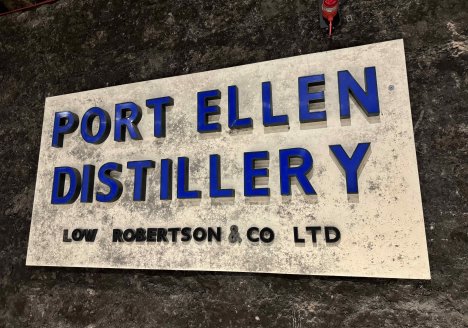 PORT ELLEN
DISTILLERY
LOW ROBERTSON & CO LTD